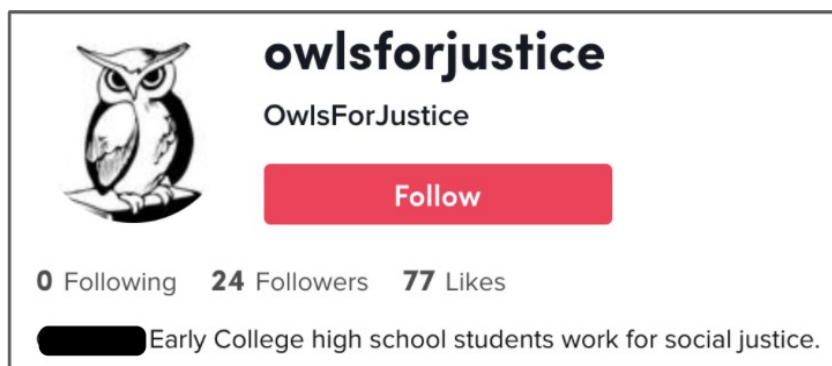 owlsforjustice
OwlsForJustice
Follow
0 Following 24 Followers 77 Likes
Early College high school students work for social justice.